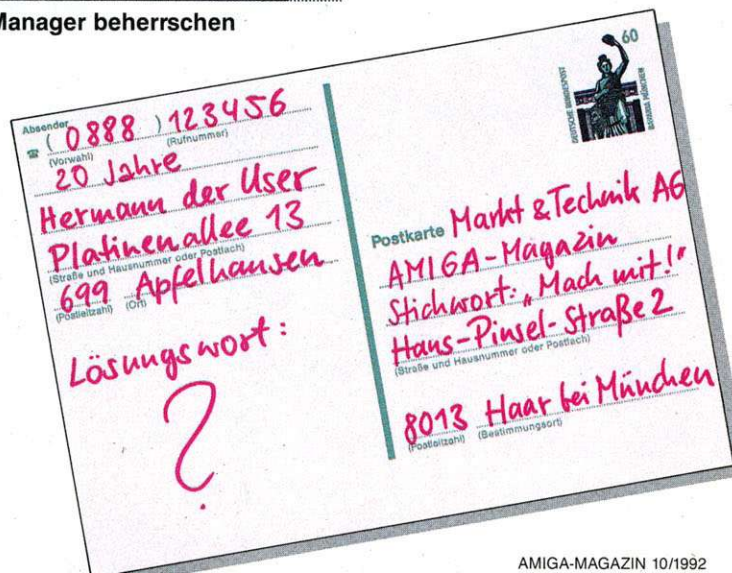 Manager beherrschen
Absender
☎ ( 0888 ) 123456
(Vorwahl) (Rufnummer)
20 Jahre
Hermann der User
Platinenallee 13
(Straße und Hausnummer oder Postfach)
699 Apfelhausen
(Postleitzahl) (Ort)
Lösungswort:
?
60
DEUTSCHE BUNDESPOST
BAVARIA MÜNCHEN
Postkarte Markt & Technik AG
AMIGA-Magazin
Stichwort: „Mach mit!"
Hans-Pinsel-Straße 2
(Straße und Hausnummer oder Postfach)
8013 Haar bei München
(Postleitzahl) (Bestimmungsort)
AMIGA-MAGAZIN 10/1992